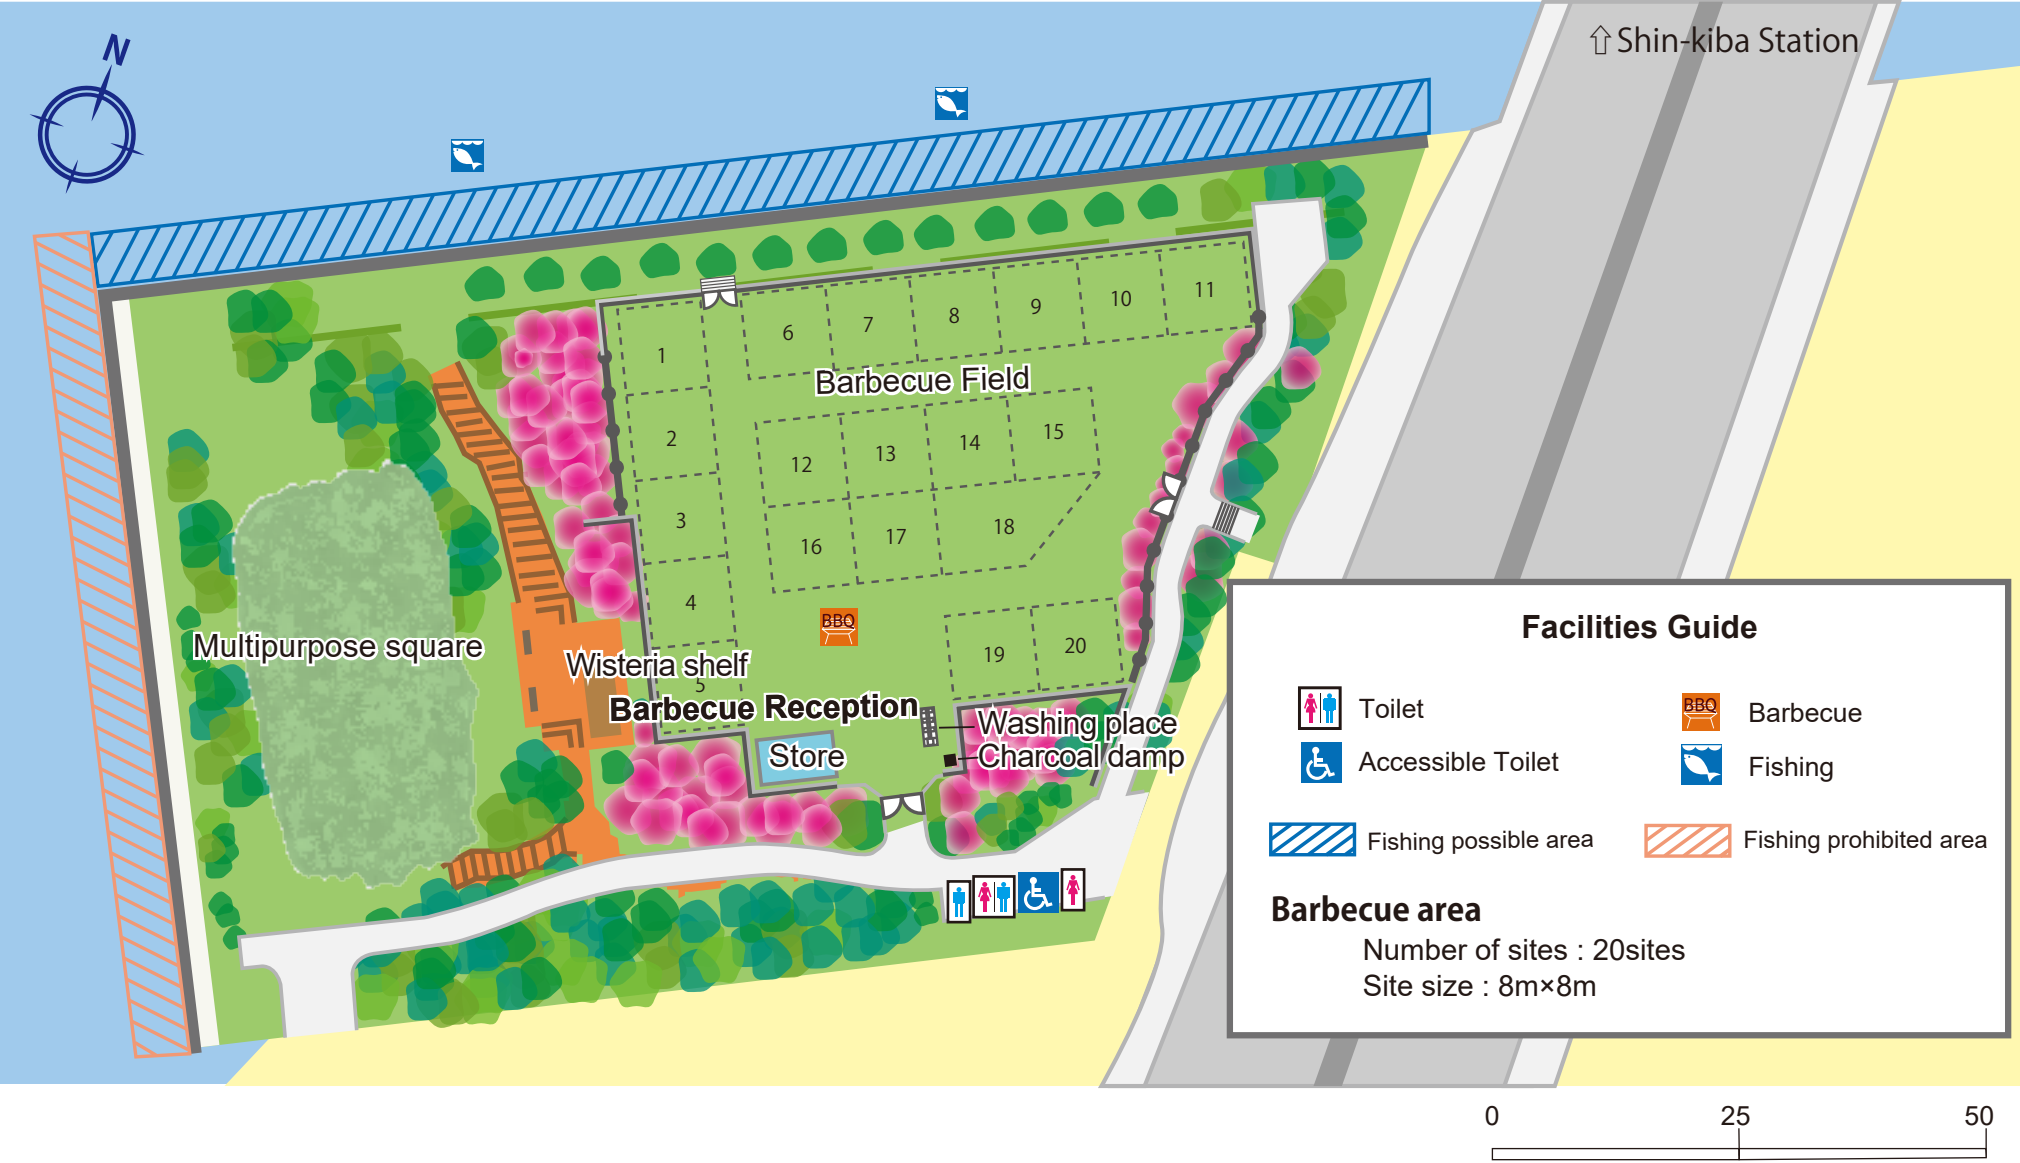 N
⇧Shin-kiba Station
1
6
7
8
9
10
11
Barbecue Field
2
12
13
14
15
3
16
17
18
4
BBQ
Multipurpose square
Wisteria shelf
5
19
20
Barbecue Reception
Washing place
Store
Charcoal damp
Facilities Guide
Toilet
BBQ
Barbecue
Accessible Toilet
Fishing
Fishing possible area
Fishing prohibited area
Barbecue area
Number of sites : 20sites
Site size : 8m×8m
0
25
50